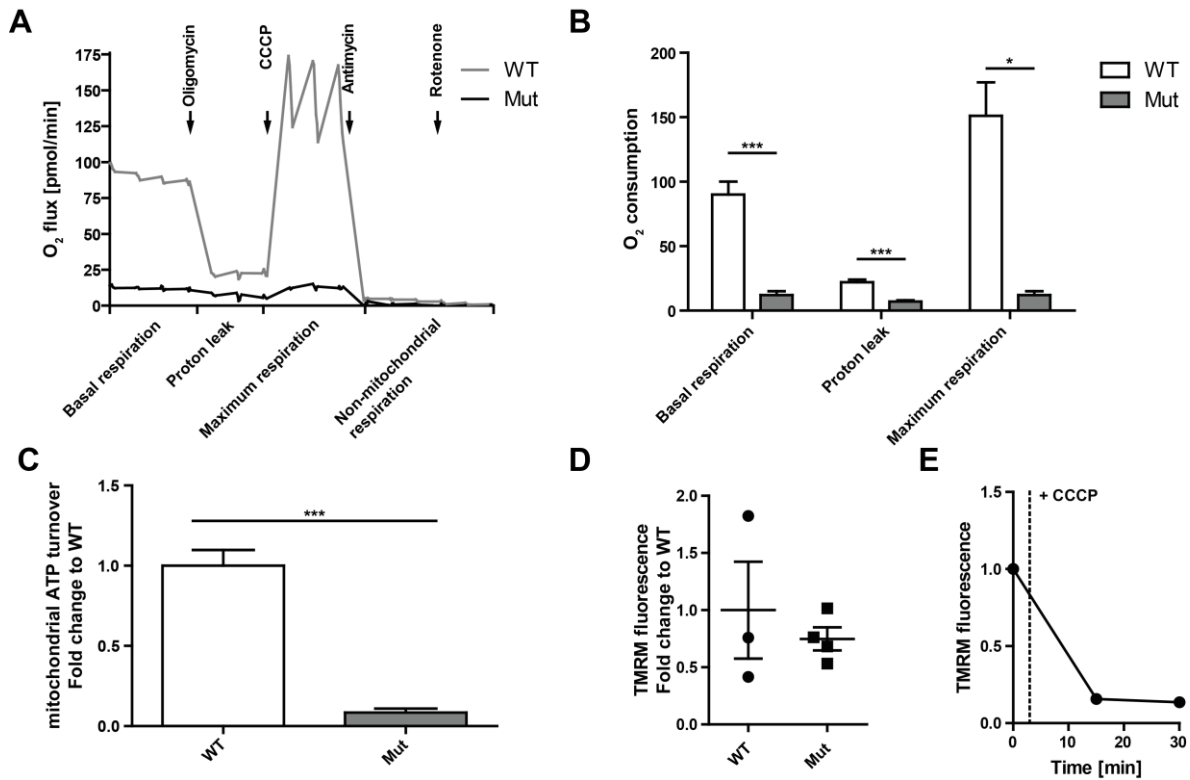 A
Oligomycin
CCCP
Antimycin
Rotenone
WT
Mut
O2 flux [pmol/min]
175
150
125
100
75
50
25
0
Basal respiration
Proton leak
Maximum respiration
Non-mitochondrial
respiration
B
WT
Mut
O2 consumption
200
150
100
50
0
***
***
*
Basal respiration
Proton leak
Maximum respiration
C
mitochondrial ATP turnover
Fold change to WT
1.5
1.0
0.5
0.0
***
WT
Mut
D
TMRM fluorescence
Fold change to WT
2.0
1.5
1.0
0.5
0.0
WT
Mut
E
TMRM fluorescence
1.5
1.0
0.5
0.0
+ CCCP
0
10
20
30
Time [min]